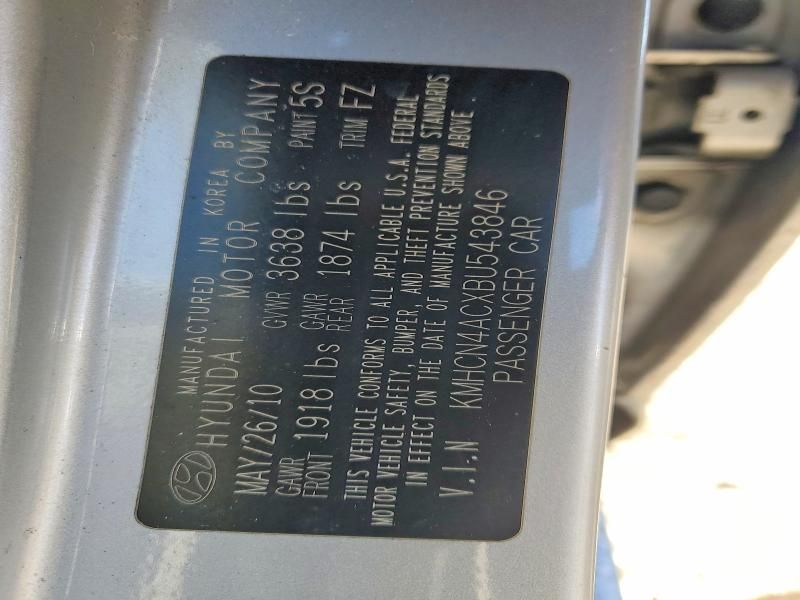 MANUFACTURED IN KOREA BY
HYUNDAI MOTOR COMPANY
MAY/26/10 GVWR 3638 lbs PAINT 5S
GAWR FRONT 1918 lbs GAWR REAR 1874 lbs TRIM FZ
THIS VEHICLE CONFORMS TO ALL APPLICABLE U.S.A. FEDERAL
MOTOR VEHICLE SAFETY, BUMPER, AND THEFT PREVENTION STANDARDS
IN EFFECT ON THE DATE OF MANUFACTURE SHOWN ABOVE.
V.I.N KMHCN4ACXBU543846
PASSENGER CAR